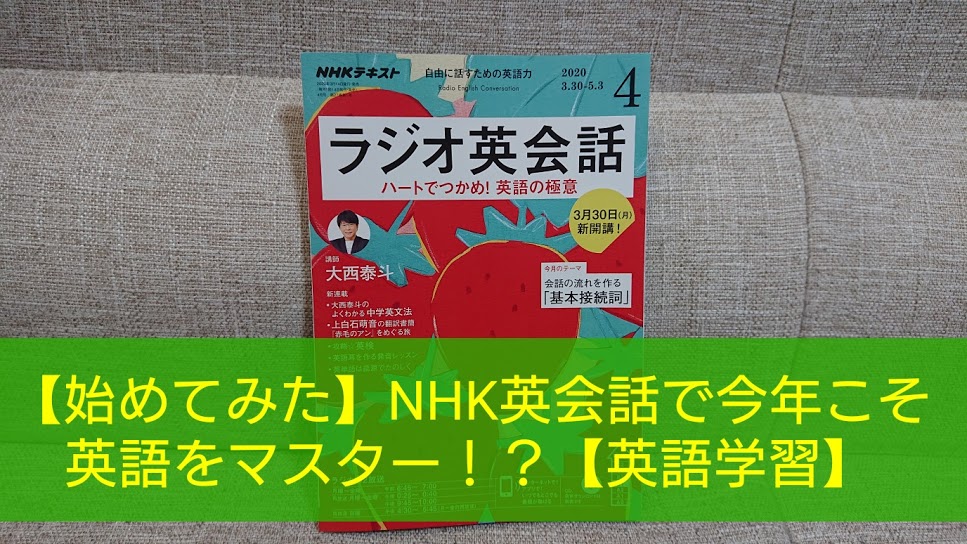 NHKテキスト
自由に話すための英語力
Radio English Conversation
2020
3.30-5.3
4
ラジオ英会話
ハートでつかめ! 英語の極意
3月30日(月)
新開講!
講師
大西泰斗
今月のテーマ
会話の流れを作る
「基本接続詞」
新連載
・大西泰斗の
よくわかる中学英文法
・上白石萌音の翻訳書簡
『赤毛のアン』をめぐる旅
【始めてみた】NHK英会話で今年こそ
英語をマスター！？【英語学習】